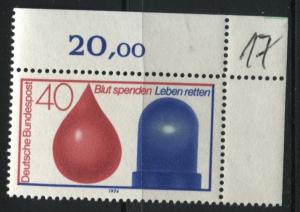 20,00
17
40
Blut spenden Leben retten
Deutsche Bundespost
1974